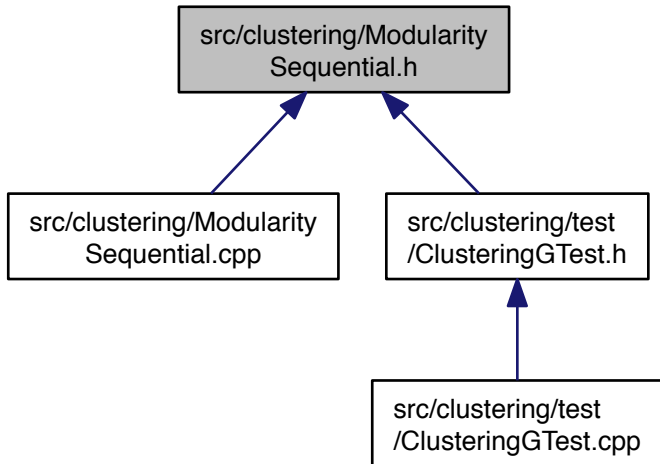 src/clustering/Modularity
Sequential.h
src/clustering/Modularity
Sequential.cpp
src/clustering/test
/ClusteringGTest.h
src/clustering/test
/ClusteringGTest.cpp